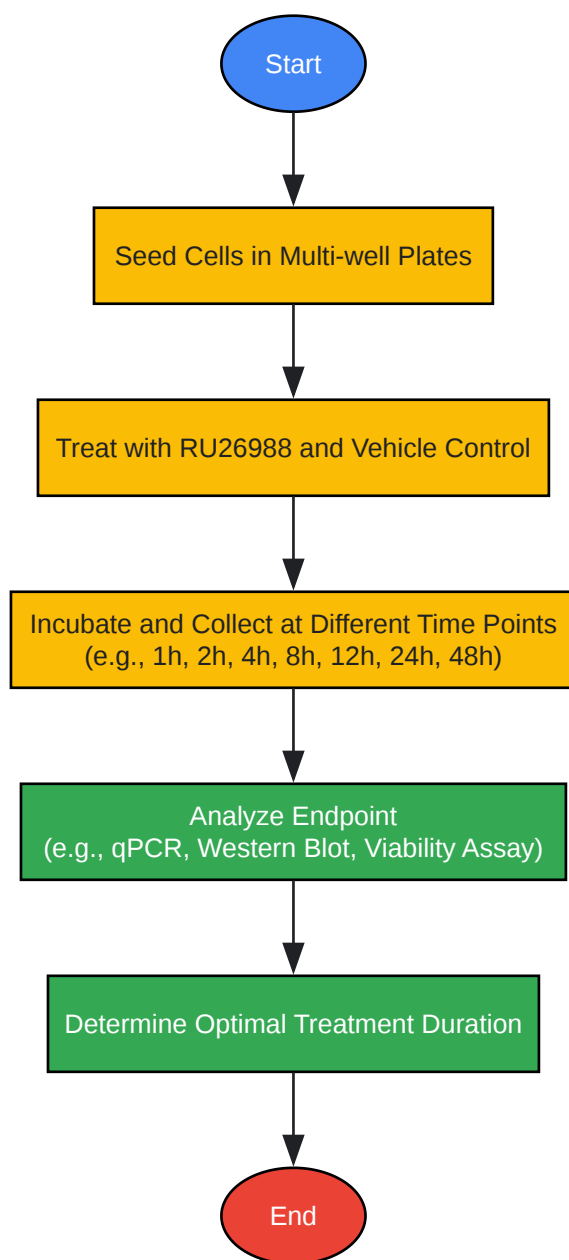 Start
Seed Cells in Multi-well Plates
Treat with RU26988 and Vehicle Control
Incubate and Collect at Different Time Points
(e.g., 1h, 2h, 4h, 8h, 12h, 24h, 48h)
Analyze Endpoint
(e.g., qPCR, Western Blot, Viability Assay)
Determine Optimal Treatment Duration
End